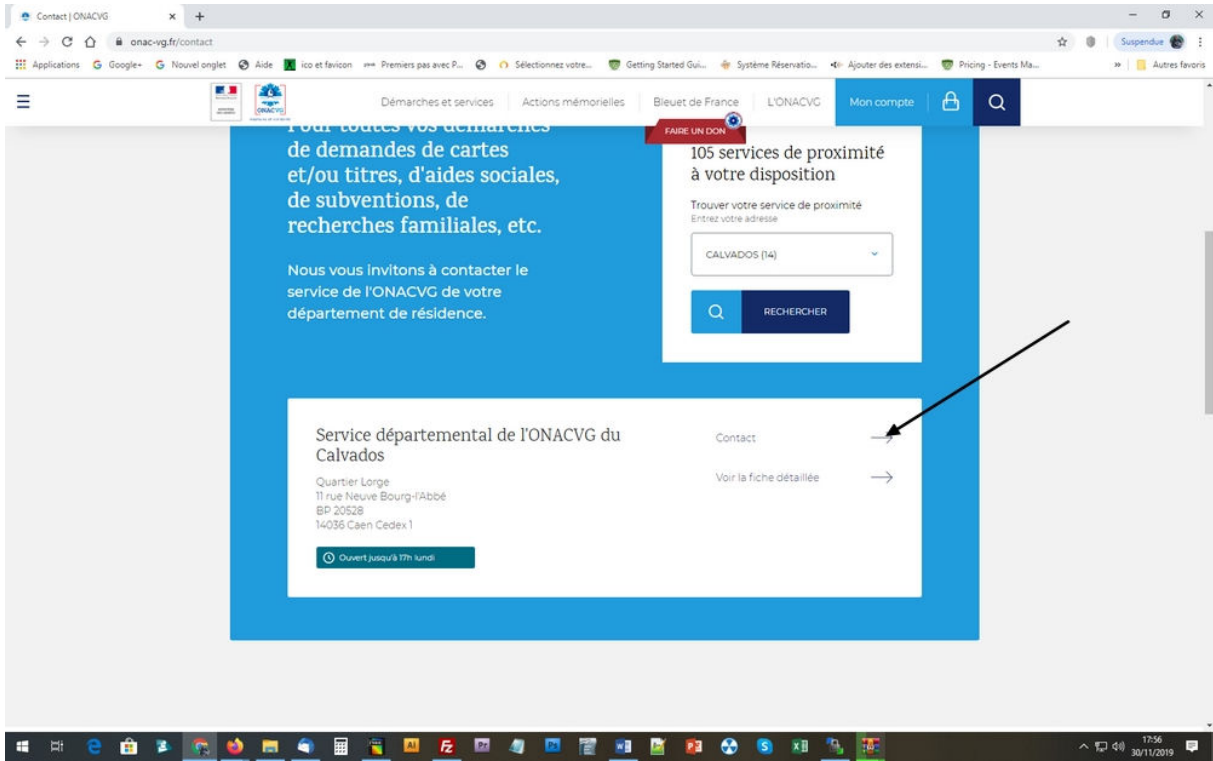 Contact | ONACVG
onac-vg.fr/contact
Suspendue
Applications
Google+
Nouvel onglet
Aide
ico et favicon
Premiers pas avec P...
Sélectionnez votre...
Getting Started Gui...
Système Réservatio...
Ajouter des extensi...
Pricing - Events Ma...
»
Autres favoris
ONACVG
Démarches et services
Actions mémorielles
Bleuet de France
L'ONACVG
Mon compte
FAIRE UN DON
Pour toutes vos démarches
de demandes de cartes
et/ou titres, d'aides sociales,
de subventions, de
recherches familiales, etc.
Nous vous invitons à contacter le
service de l'ONACVG de votre
département de résidence.
105 services de proximité
à votre disposition
Trouver votre service de proximité
Entrez votre adresse
CALVADOS (14)
RECHERCHER
Service départemental de l'ONACVG du
Calvados
Quartier Lorge
11 rue Neuve Bourg-l'Abbé
BP 20528
14036 Caen Cedex 1
Ouvert jusqu'à 17h lundi
Contact
Voir la fiche détaillée
17:56
30/11/2019